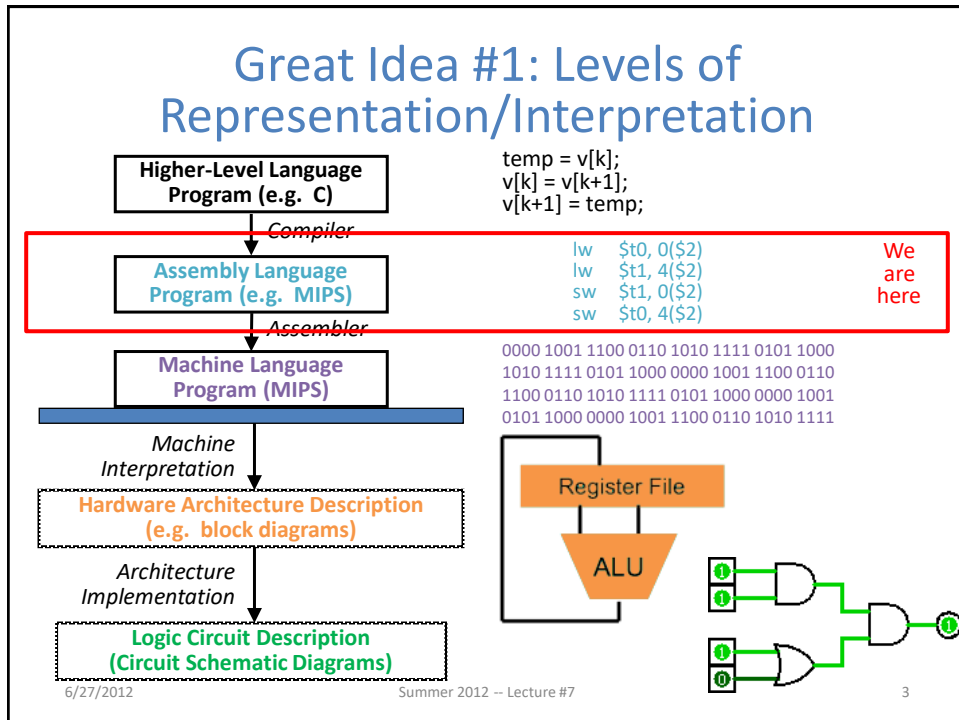 Great Idea #1: Levels of
Representation/Interpretation
Higher-Level Language
Program (e.g. C)
temp = v[k];
v[k] = v[k+1];
v[k+1] = temp;
Compiler
Assembly Language
Program (e.g. MIPS)
lw $t0, 0($2)
lw $t1, 4($2)
sw $t1, 0($2)
sw $t0, 4($2)
We
are
here
Assembler
Machine Language
Program (MIPS)
0000 1001 1100 0110 1010 1111 0101 1000
1010 1111 0101 1000 0000 1001 1100 0110
1100 0110 1010 1111 0101 1000 0000 1001
0101 1000 0000 1001 1100 0110 1010 1111
Machine
Interpretation
Register File
ALU
Hardware Architecture Description
(e.g. block diagrams)
Architecture
Implementation
1
1
1
0
1
Logic Circuit Description
(Circuit Schematic Diagrams)
6/27/2012
Summer 2012 -- Lecture #7
3